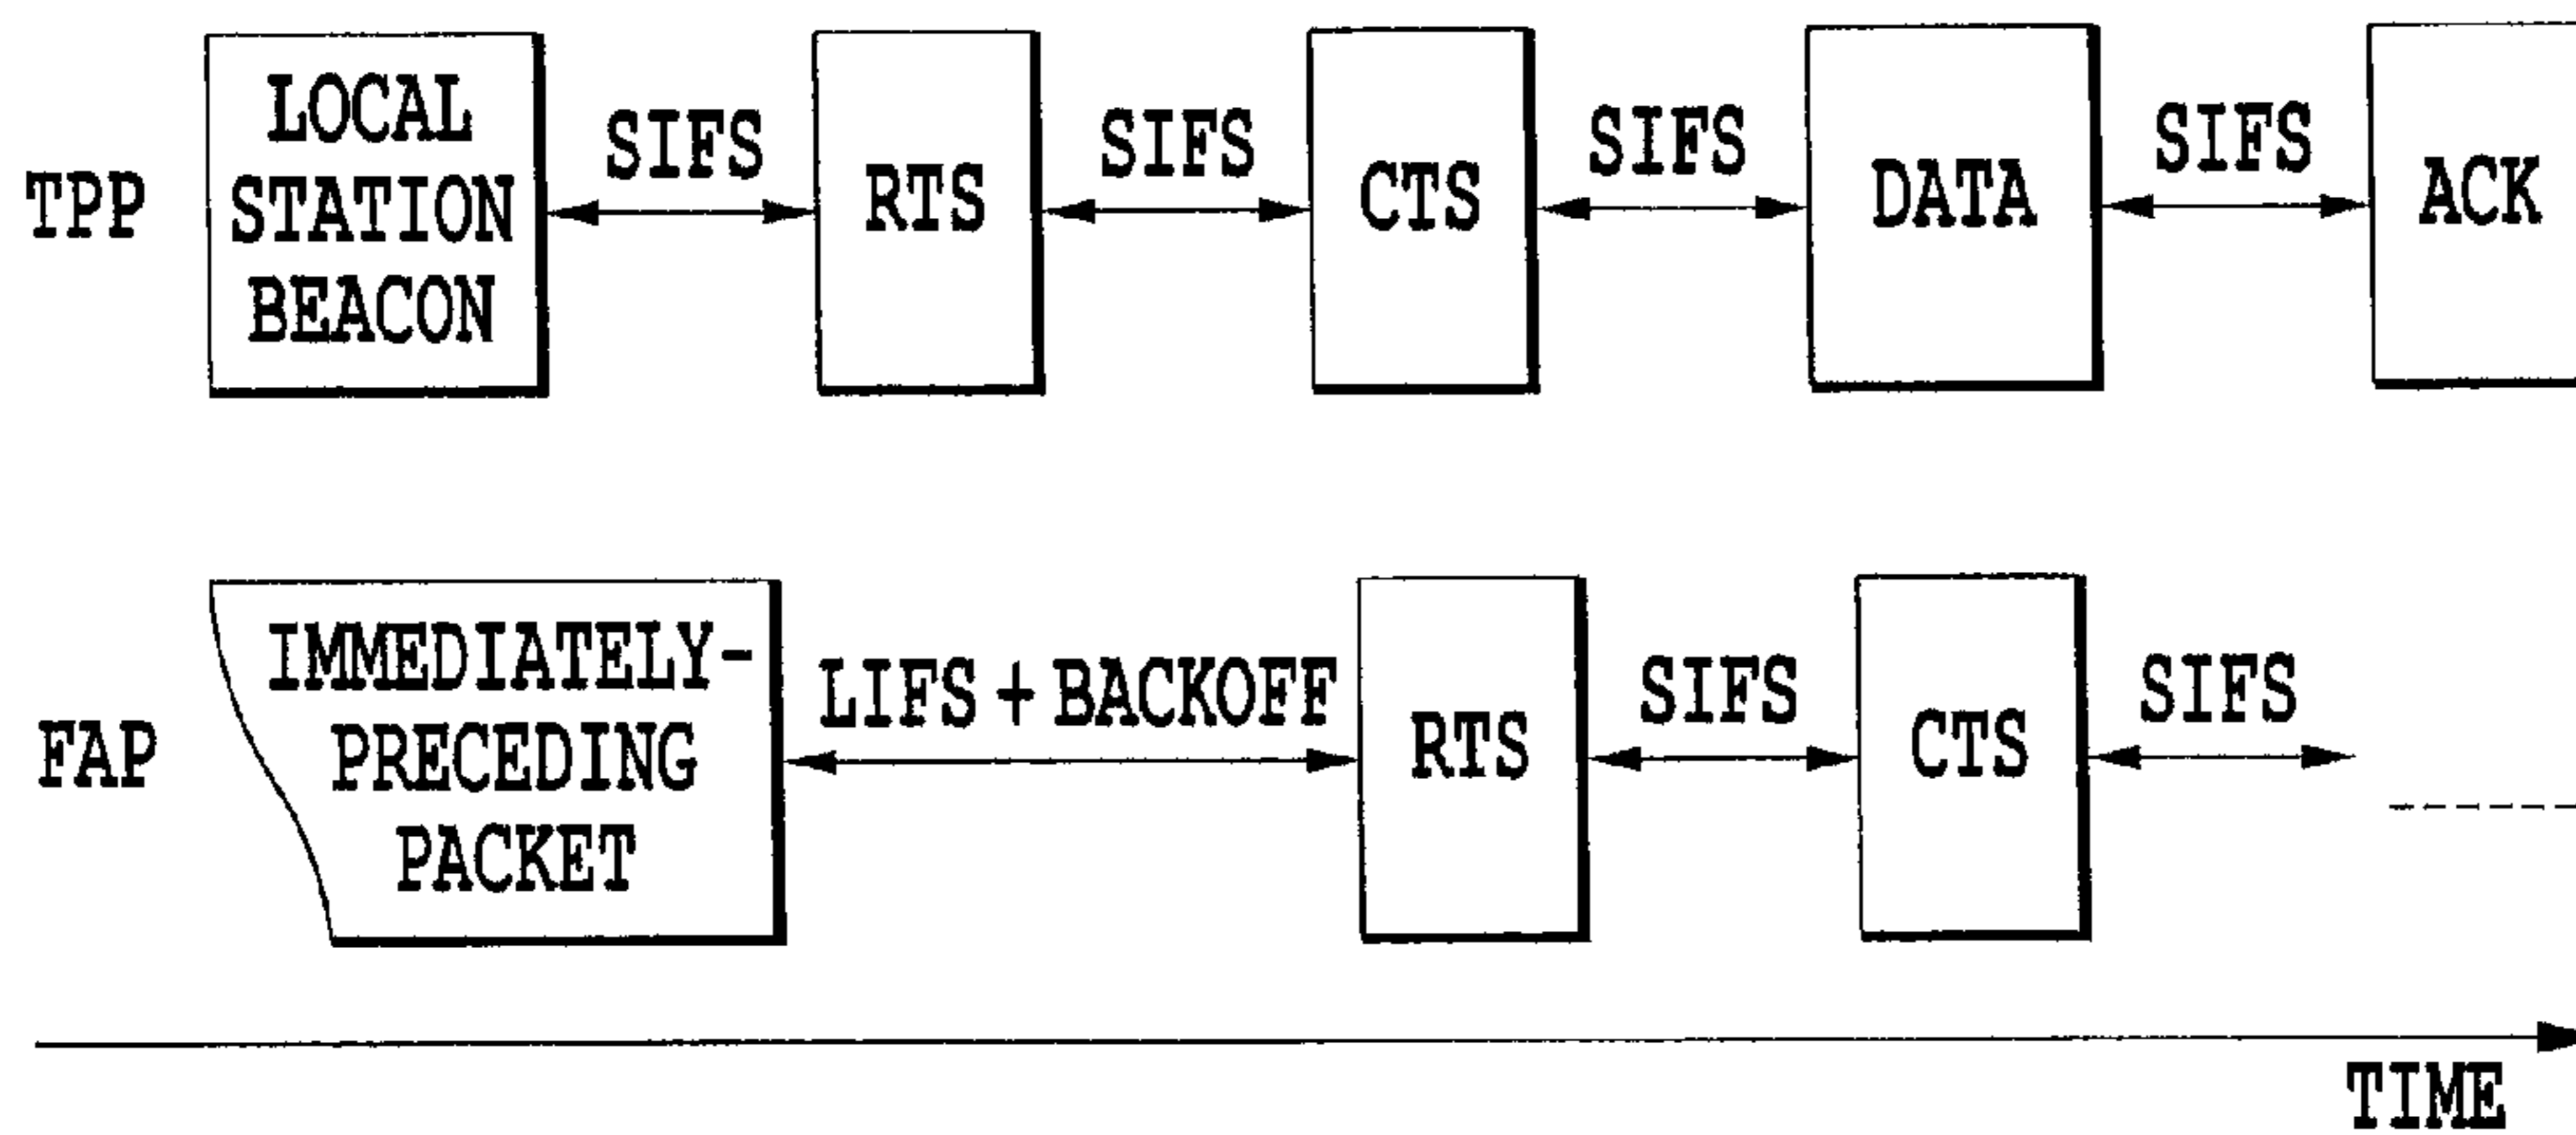 TPP
LOCAL
STATION
BEACON
SIFS
RTS
SIFS
CTS
SIFS
DATA
SIFS
ACK
FAP
IMMEDIATELY-
PRECEDING
PACKET
LIFS + BACKOFF
RTS
SIFS
CTS
SIFS
TIME